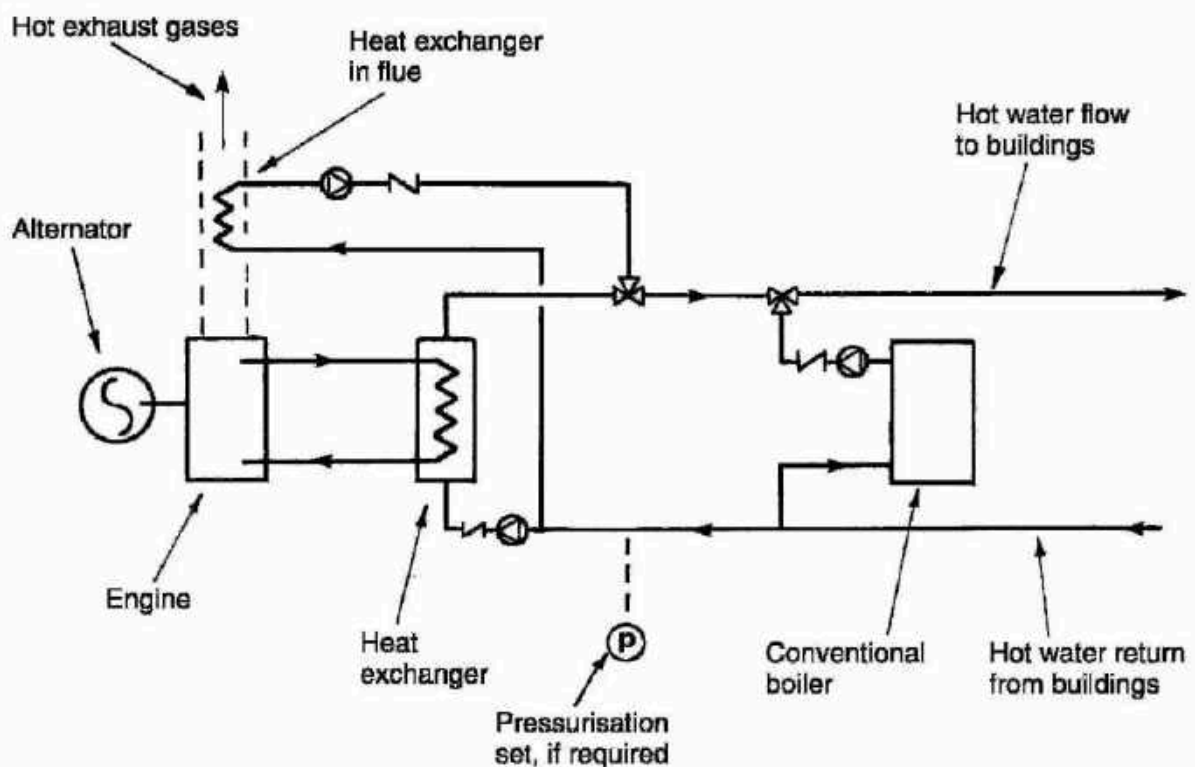 Hot exhaust gases
Heat exchanger
in flue
Hot water flow
to buildings
Alternator
Engine
Heat
exchanger
P
Pressurisation
set, if required
Conventional
boiler
Hot water return
from buildings